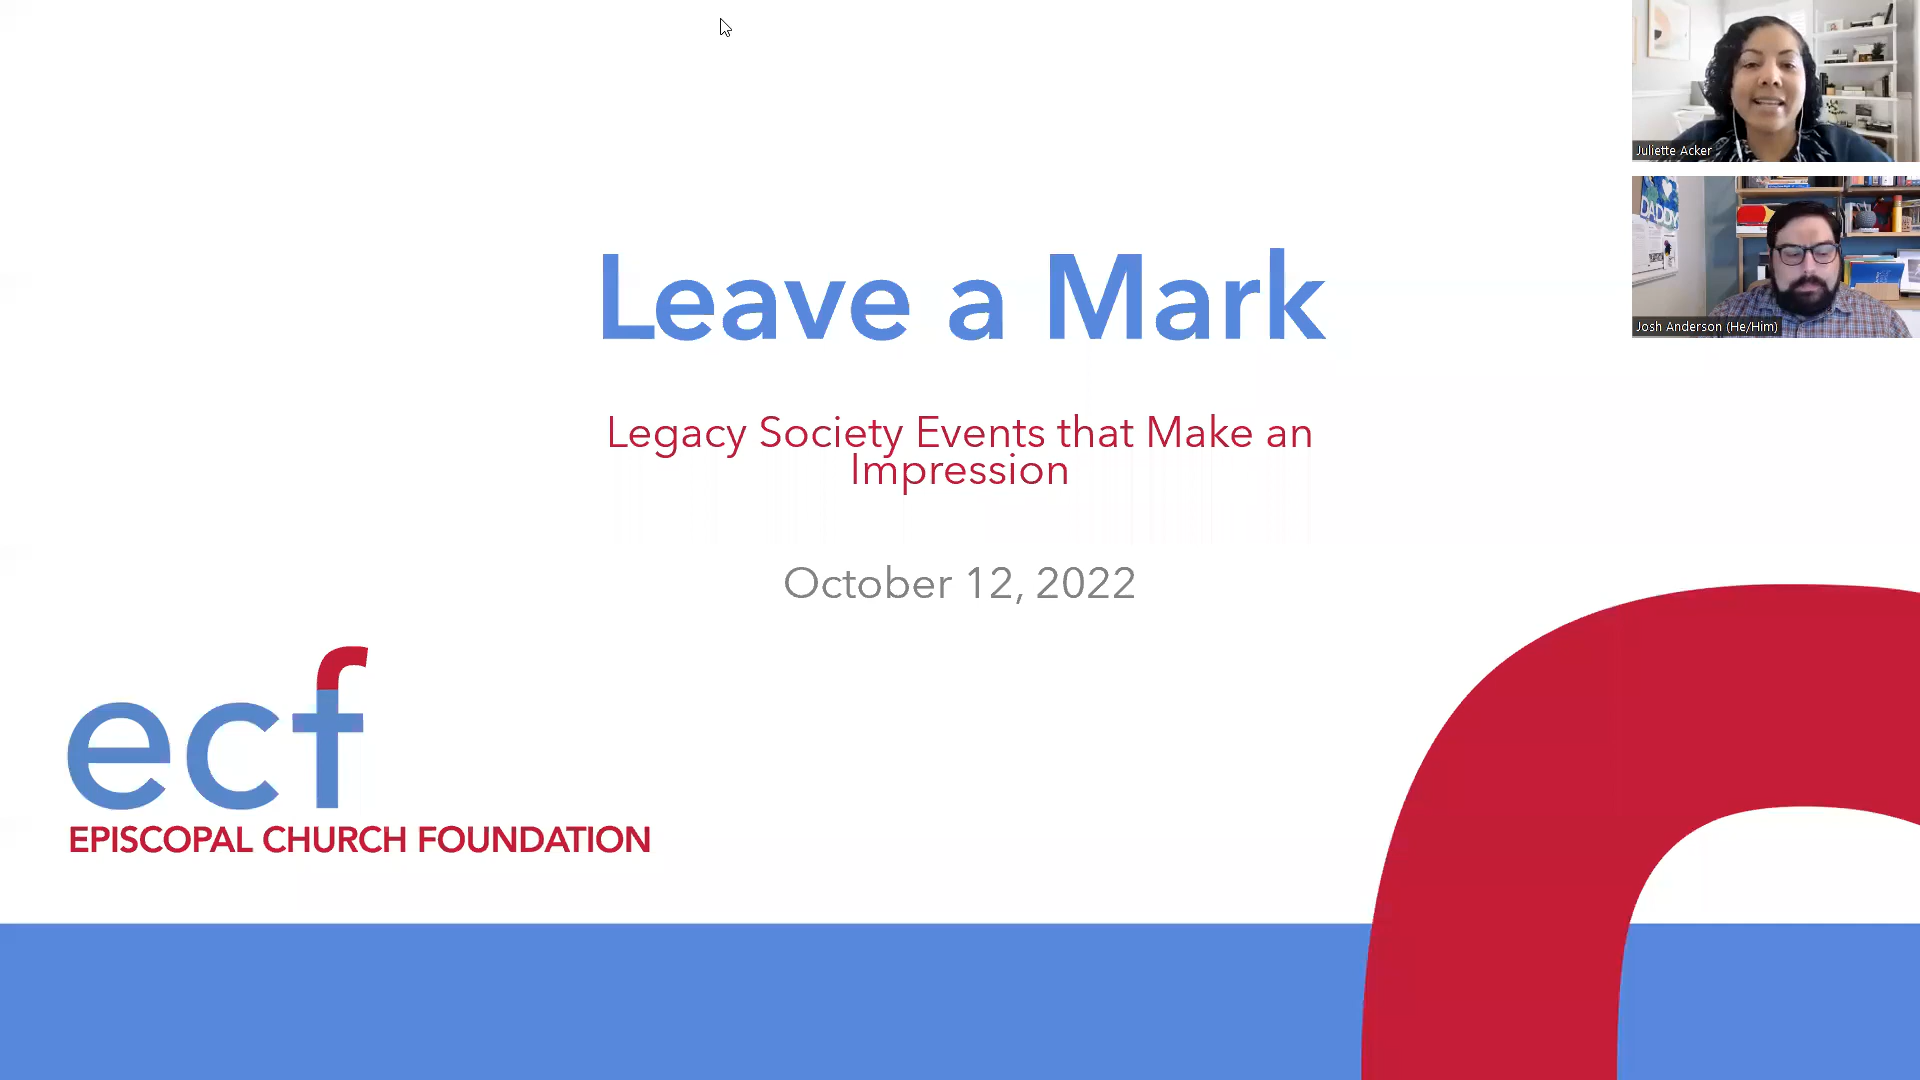 Leave a Mark
Legacy Society Events that Make an
Impression
October 12, 2022
ecf
EPISCOPAL CHURCH FOUNDATION
Juliette Acker
DADDY
Josh Anderson (He/Him)